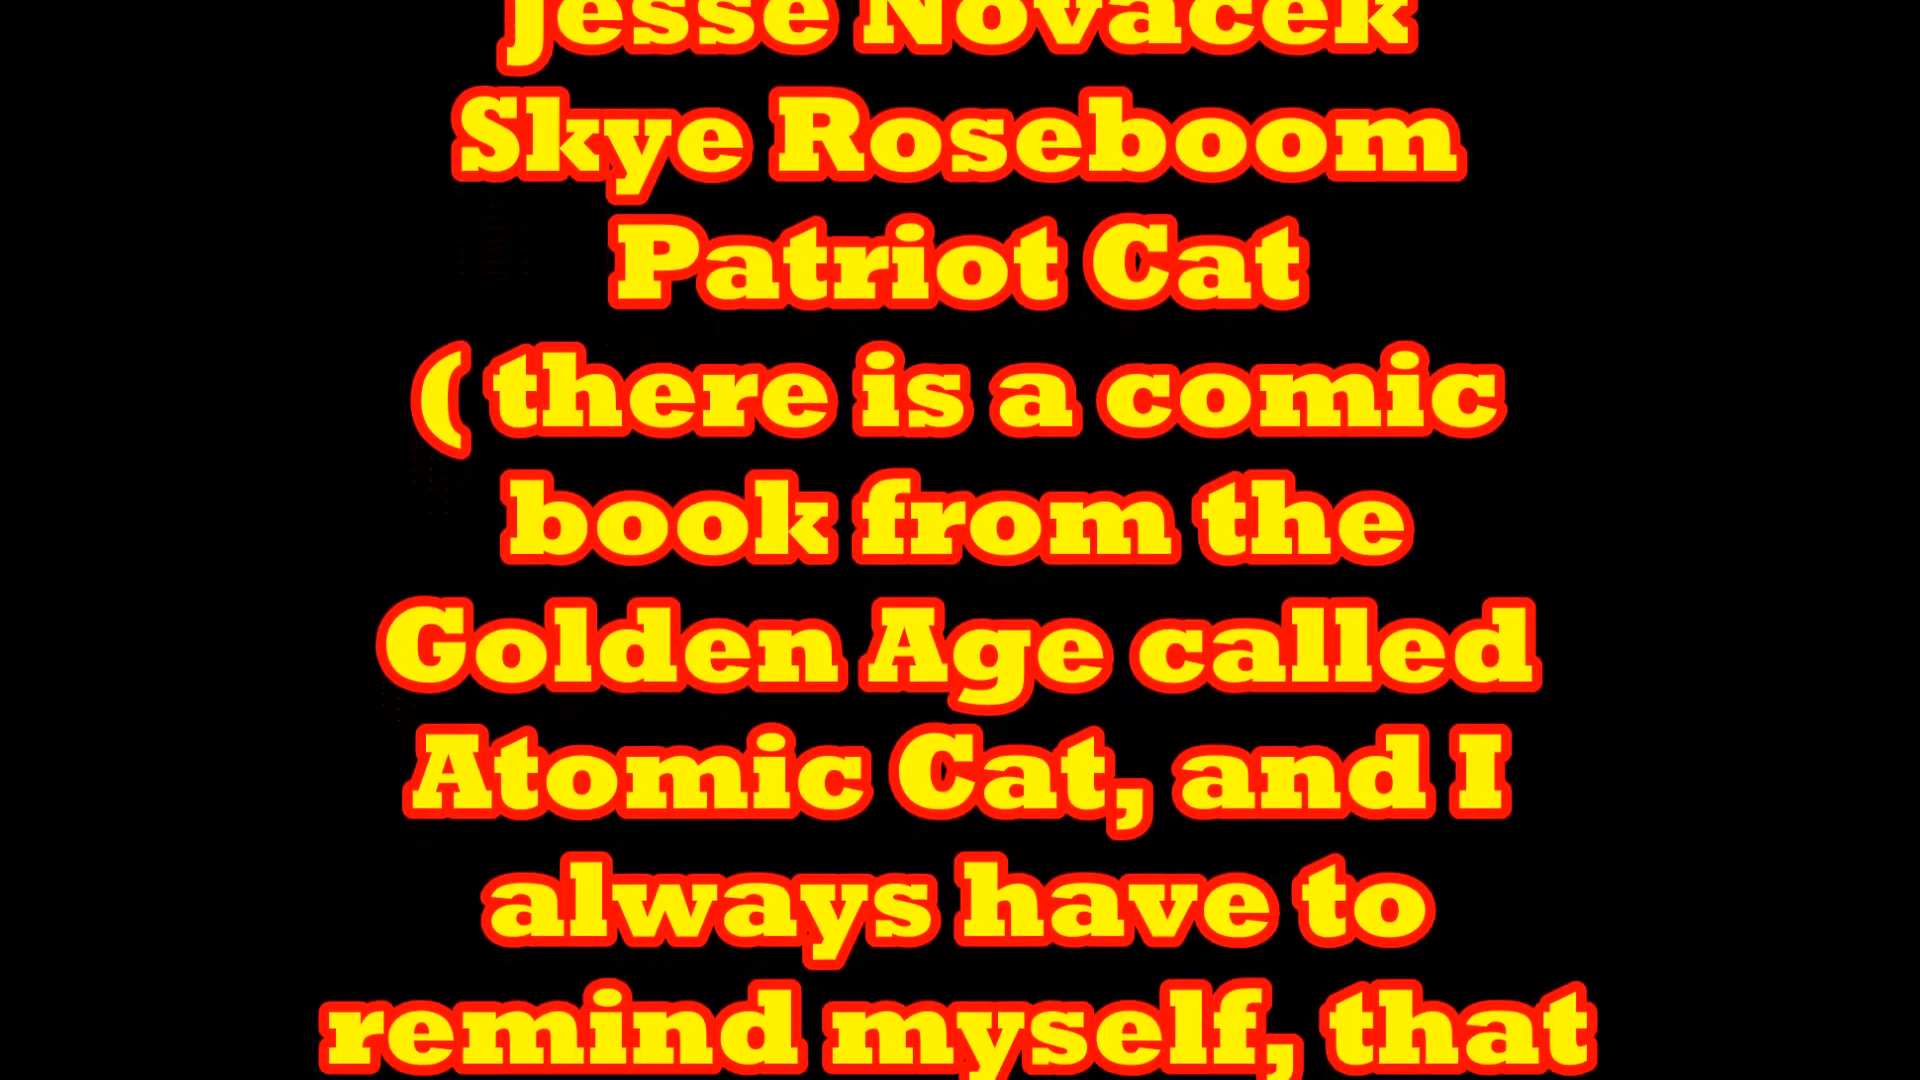 Jesse Novacek
Skye Roseboom
Patriot Cat
( there is a comic
book from the
Golden Age called
Atomic Cat, and I
always have to
remind myself, that